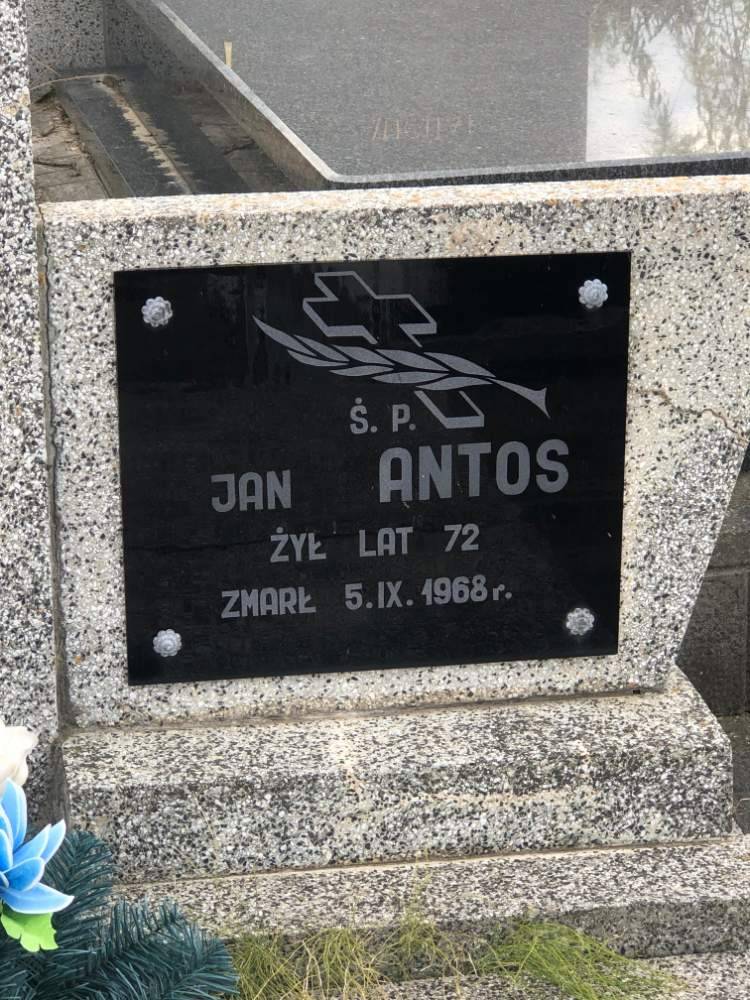 Ś. P.
JAN ANTOS
ŻYŁ LAT 72
ZMARŁ 5.IX.1968 r.